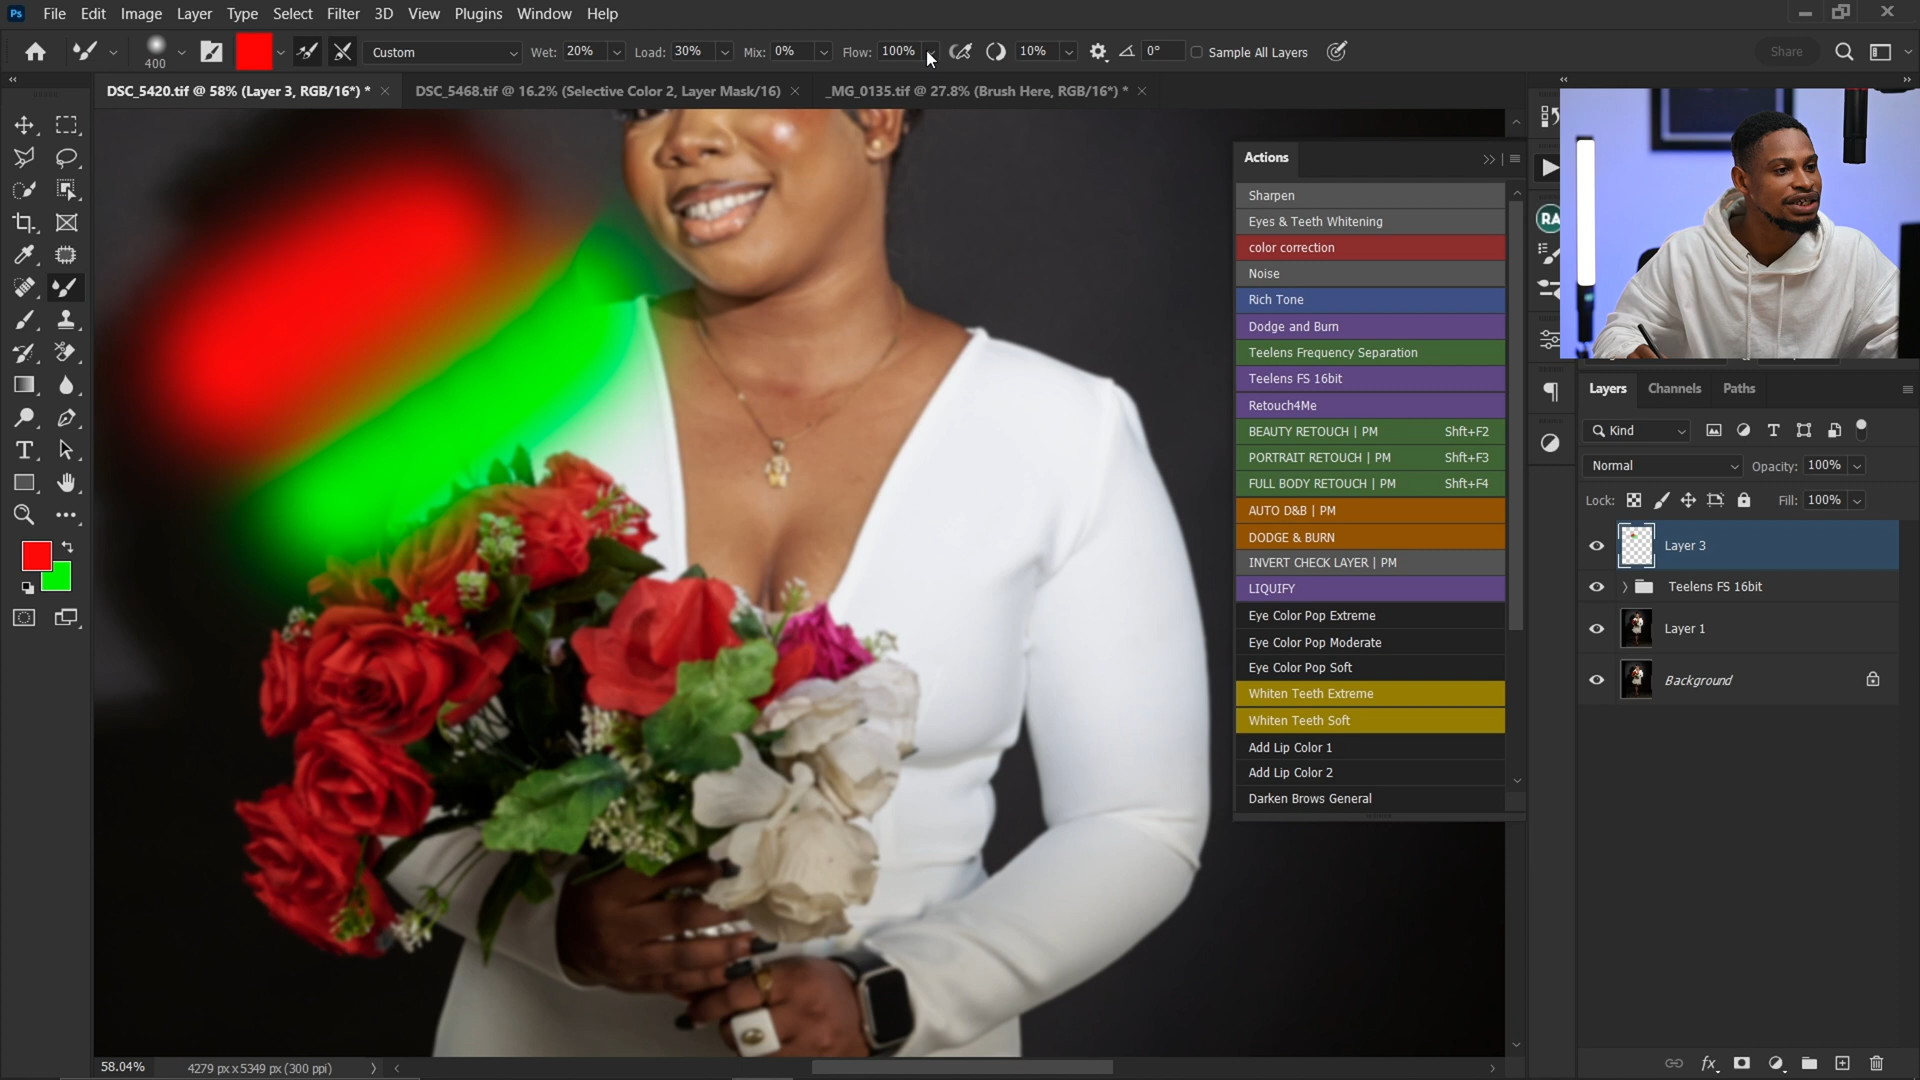 Ps File Edit Image Layer Type Select Filter 3D View Plugins Window Help
400 Custom Wet: 20% Load: 30% Mix: 0% Flow: 100% 10% 0° Sample All Layers Share
DSC_5420.tif @ 58% (Layer 3, RGB/16*) * DSC_5468.tif @ 16.2% (Selective Color 2, Layer Mask/16) _MG_0135.tif @ 27.8% (Brush Here, RGB/16*) *
Actions
Sharpen
Eyes & Teeth Whitening
color correction
Noise
Rich Tone
Dodge and Burn
Teelens Frequency Separation
Teelens FS 16bit
Retouch4Me
BEAUTY RETOUCH | PM Shft+F2
PORTRAIT RETOUCH | PM Shft+F3
FULL BODY RETOUCH | PM Shft+F4
AUTO D&B | PM
DODGE & BURN
INVERT CHECK LAYER | PM
LIQUIFY
Eye Color Pop Extreme
Eye Color Pop Moderate
Eye Color Pop Soft
Whiten Teeth Extreme
Whiten Teeth Soft
Add Lip Color 1
Add Lip Color 2
Darken Brows General
RA
Layers Channels Paths
Kind
Normal Opacity: 100%
Lock: Fill: 100%
Layer 3
Teelens FS 16bit
Layer 1
Background
fx
58.04% 4279 px x 5349 px (300 ppi)